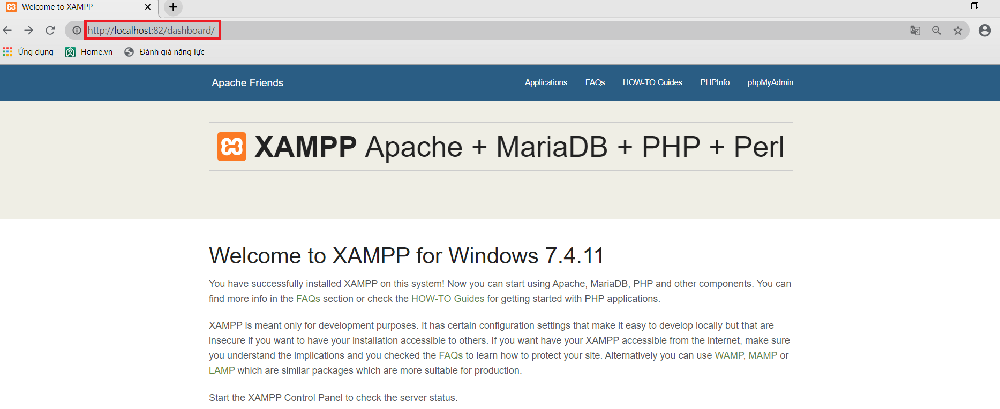 Welcome to XAMPP
http://localhost:82/dashboard/
Ứng dụng Home.vn Đánh giá năng lực
Apache Friends Applications FAQs HOW-TO Guides PHPInfo phpMyAdmin
XAMPP Apache + MariaDB + PHP + Perl
Welcome to XAMPP for Windows 7.4.11
You have successfully installed XAMPP on this system! Now you can start using Apache, MariaDB, PHP and other components. You can
find more info in the FAQs section or check the HOW-TO Guides for getting started with PHP applications.
XAMPP is meant only for development purposes. It has certain configuration settings that make it easy to develop locally but that are
insecure if you want to have your installation accessible to others. If you want have your XAMPP accessible from the internet, make sure
you understand the implications and you checked the FAQs to learn how to protect your site. Alternatively you can use WAMP, MAMP or
LAMP which are similar packages which are more suitable for production.
Start the XAMPP Control Panel to check the server status.